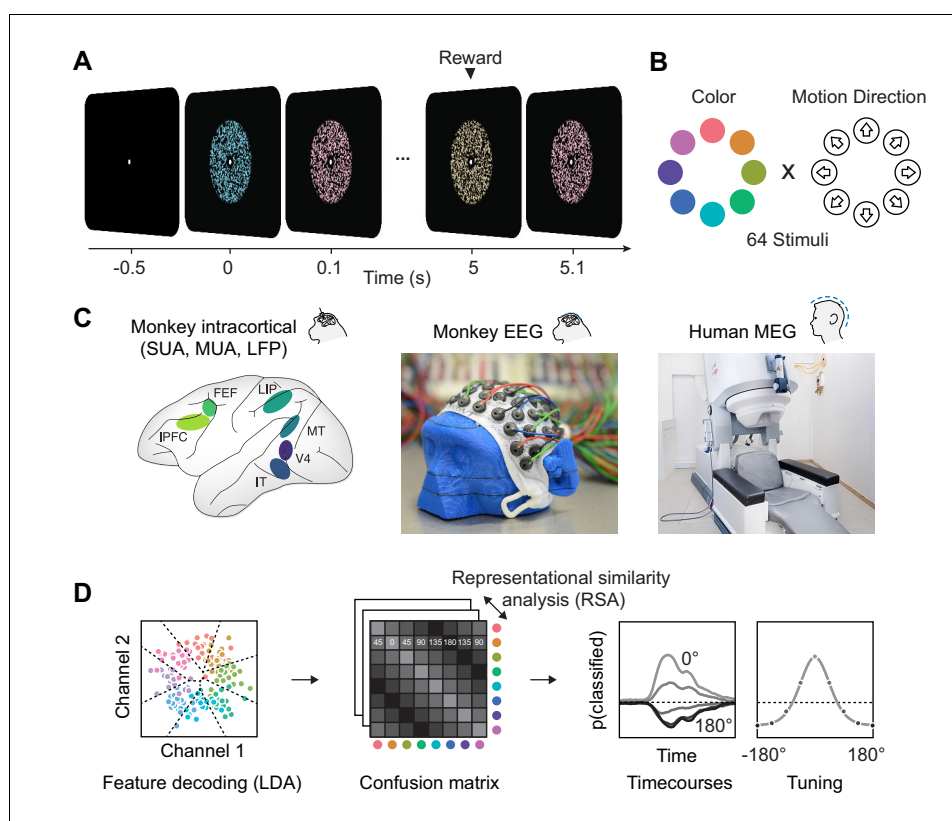 A
Reward
...
-0.5
0
0.1
5
5.1
Time (s)
B
Color
Motion Direction
X
64 Stimuli
C
Monkey intracortical
(SUA, MUA, LFP)
Monkey EEG
Human MEG
FEF
LIP
lPFC
MT
V4
IT
D
Representational similarity
analysis (RSA)
Channel 2
Channel 1
45 0 45 90 135 180 135 90
p(classified)
0°
180°
Time
-180°
180°
Feature decoding (LDA)
Confusion matrix
Timecourses
Tuning